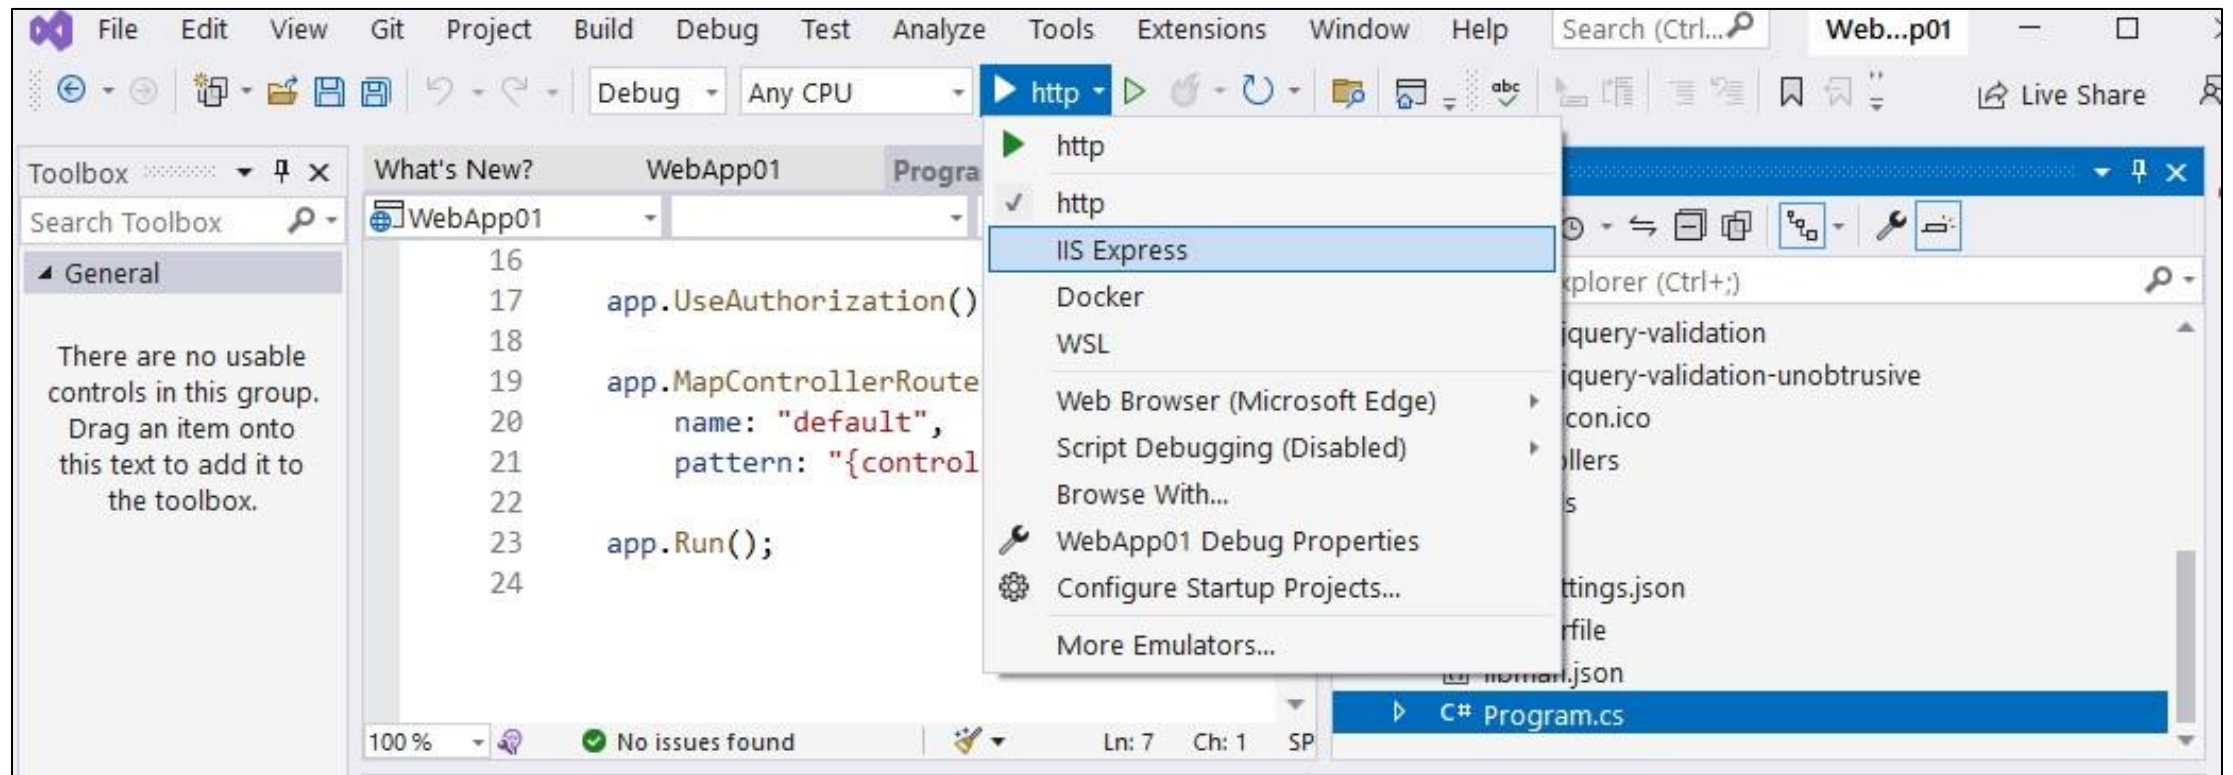 File Edit View Git Project Build Debug Test Analyze Tools Extensions Window Help Search (Ctrl... Web...p01
Debug Any CPU http abc Live Share
Toolbox
Search Toolbox
General
There are no usable
controls in this group.
Drag an item onto
this text to add it to
the toolbox.
What's New? WebApp01 Progra
WebApp01
16
17 app.UseAuthorization()
18
19 app.MapControllerRoute
20 name: "default",
21 pattern: "{control
22
23 app.Run();
24
100 % No issues found Ln: 7 Ch: 1 SP
http
http
IIS Express
Docker
WSL
Web Browser (Microsoft Edge)
Script Debugging (Disabled)
Browse With...
WebApp01 Debug Properties
Configure Startup Projects...
More Emulators...
xplorer (Ctrl+;)
jquery-validation
jquery-validation-unobtrusive
con.ico
ollers
s
ttings.json
rfile
libman.json
C# Program.cs